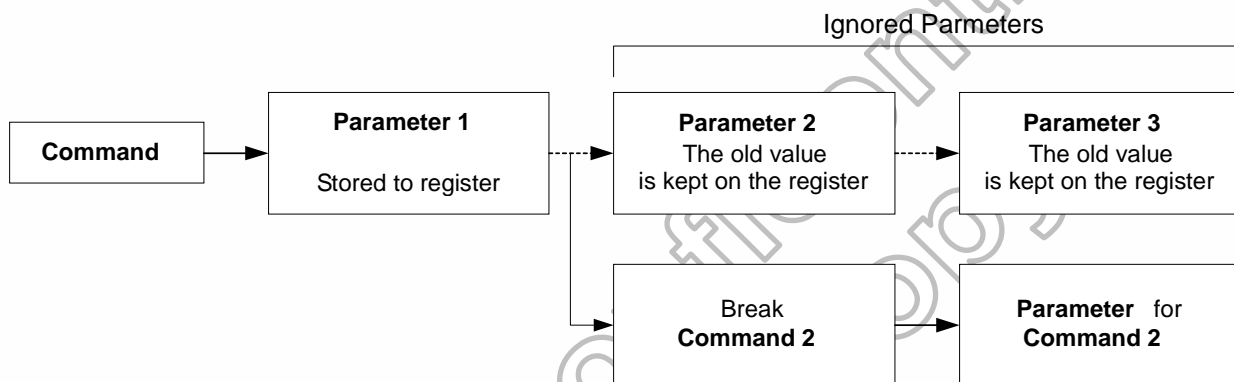 Ignored Parmeters
Command
Parameter 1
Stored to register
Parameter 2
The old value
is kept on the register
Parameter 3
The old value
is kept on the register
Break
Command 2
Parameter for
Command 2